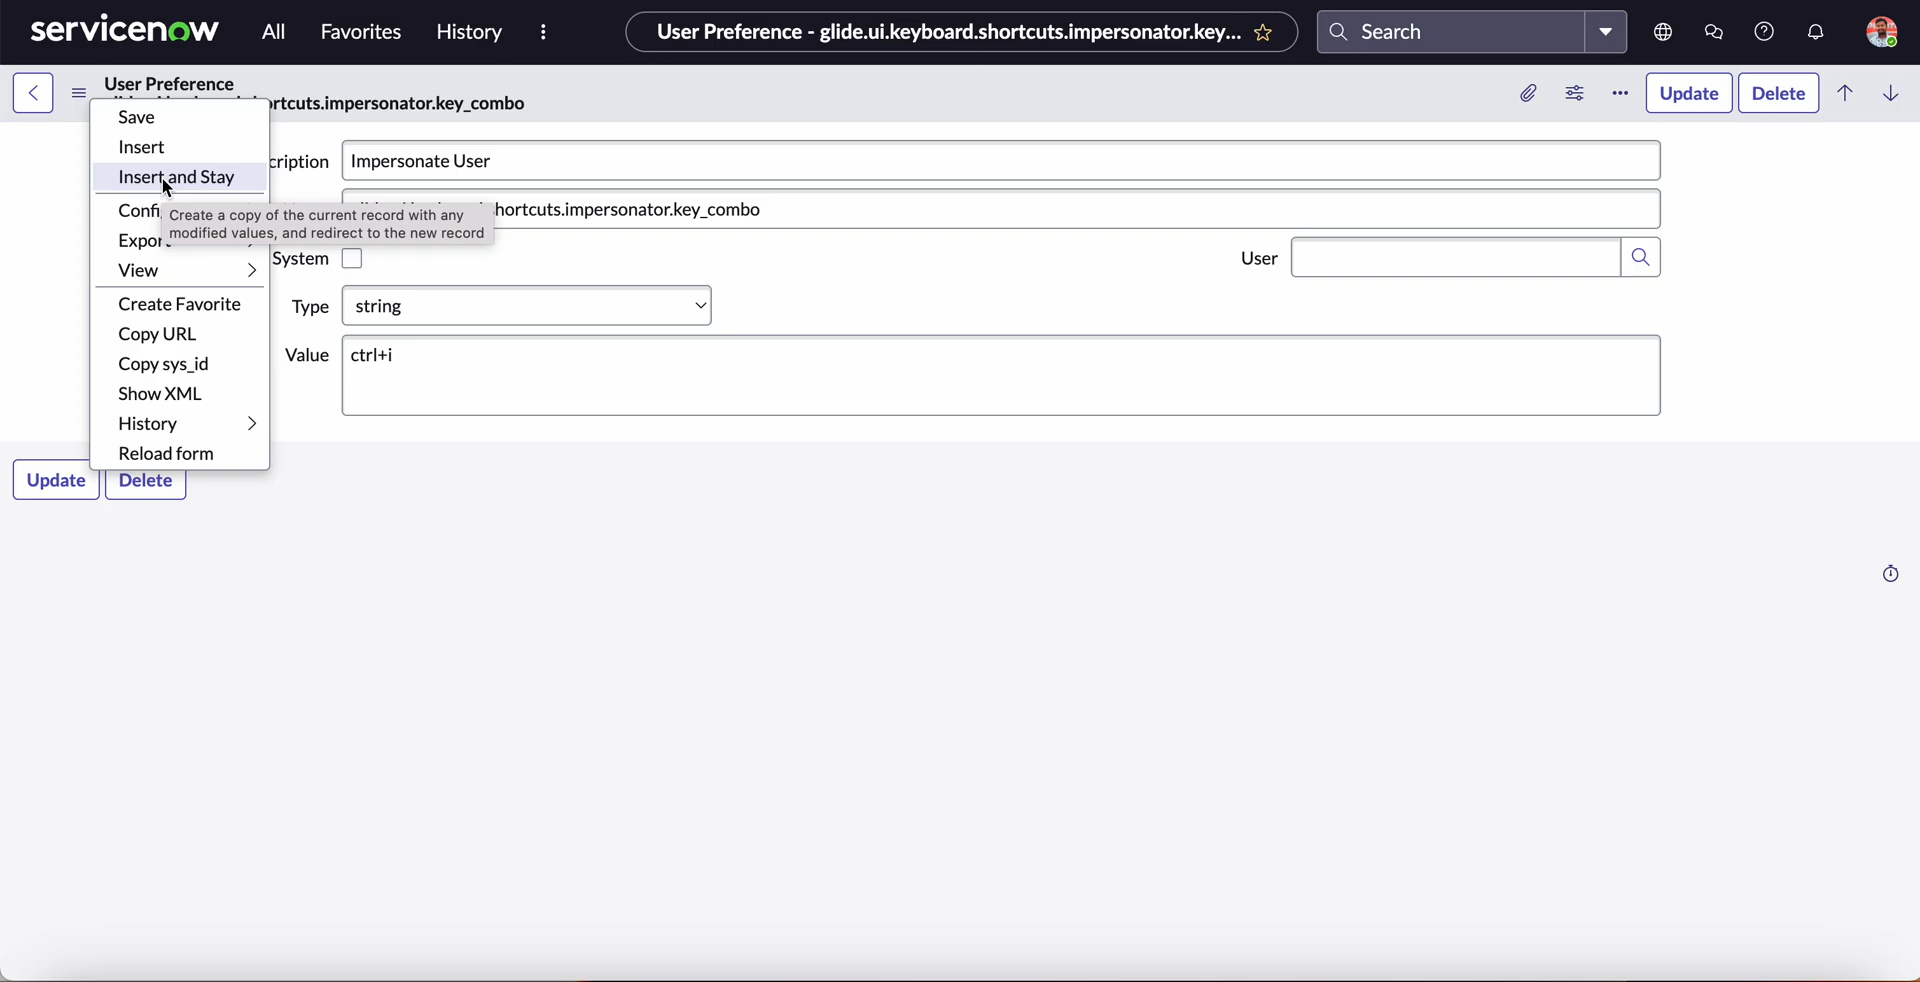 servicenow
All
Favorites
History
User Preference - glide.ui.keyboard.shortcuts.impersonator.key...
Search
User Preference
ortcuts.impersonator.key_combo
Update
Delete
Save
Insert
Insert and Stay
Confi
Export
View
Create Favorite
Copy URL
Copy sys_id
Show XML
History
Reload form
Create a copy of the current record with any
modified values, and redirect to the new record
cription
Impersonate User
hortcuts.impersonator.key_combo
System
User
Type
string
Value
ctrl+i
Update
Delete